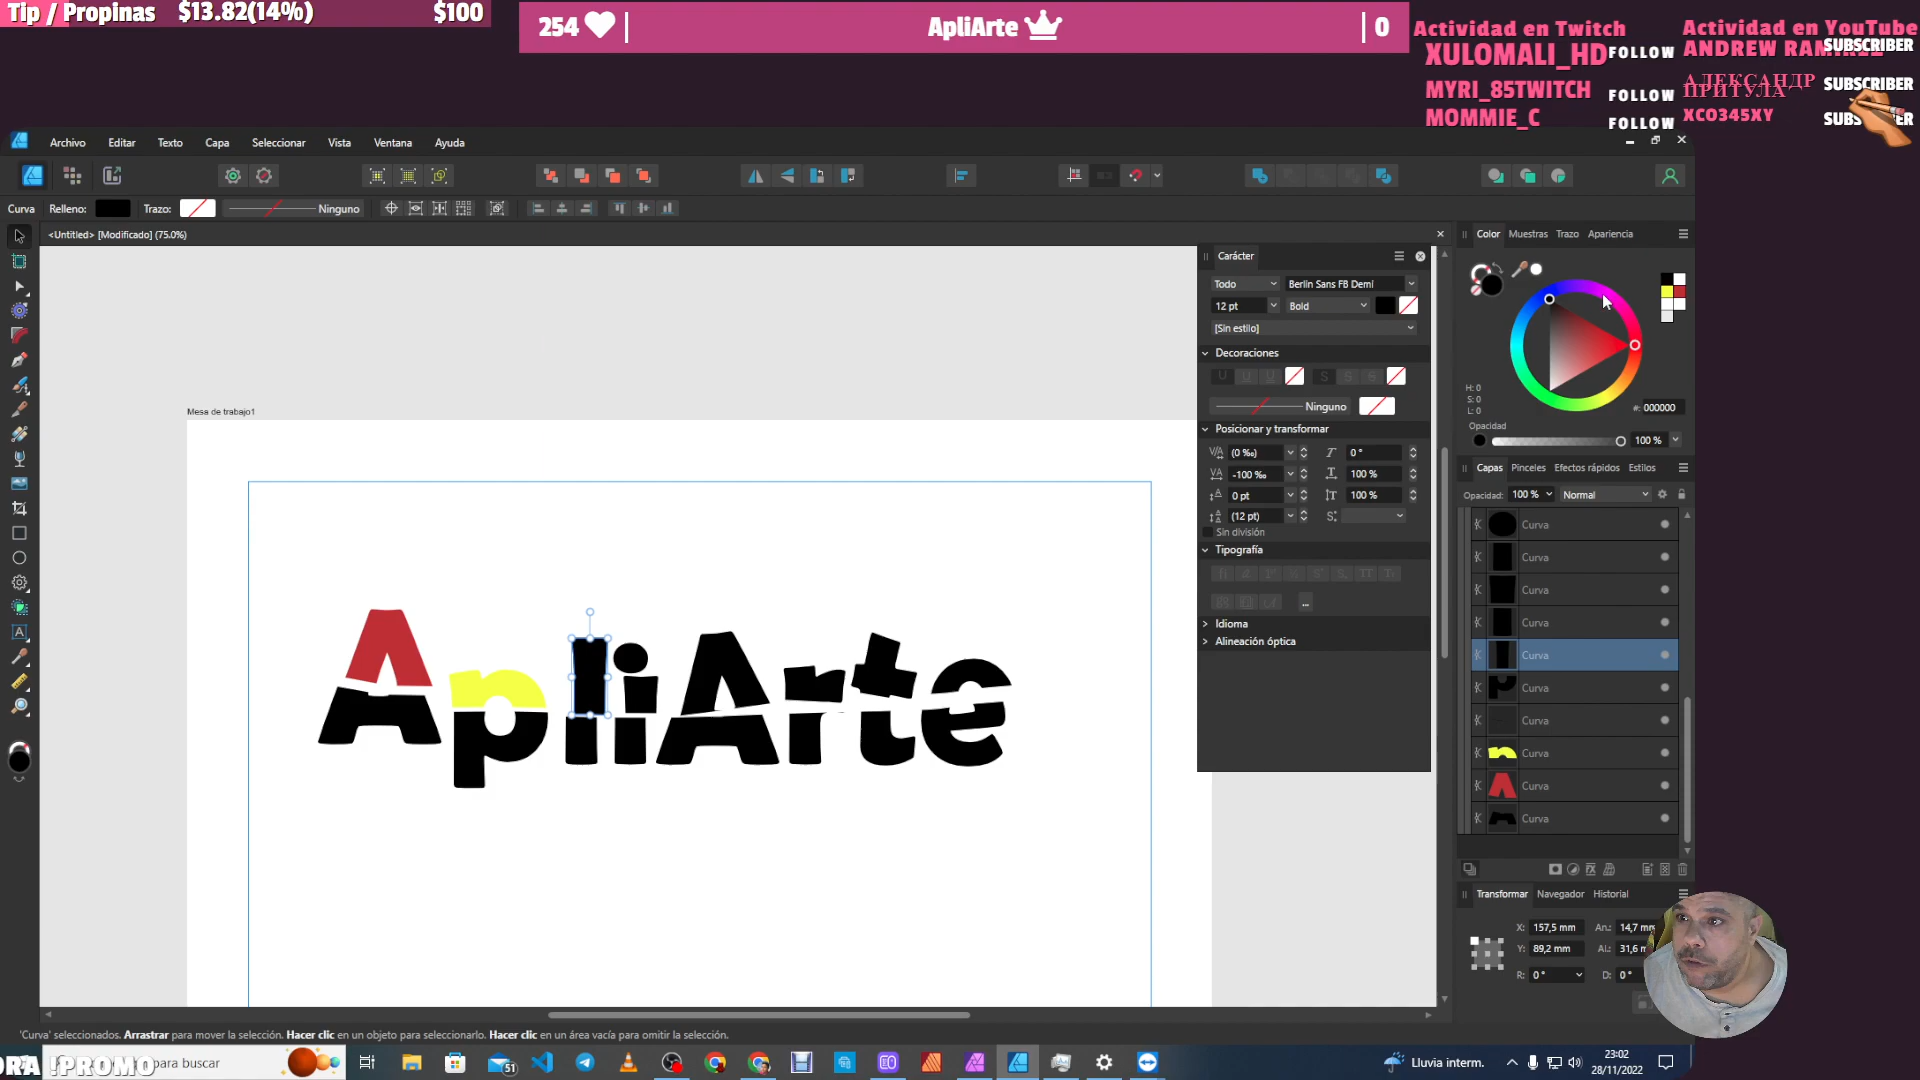 Tip / Propinas $13.82(14%) $100
254 ApliArte 0
Actividad en Twitch
XULOMALI_HD FOLLOW
MYRI_85TWITCH FOLLOW
MOMMIE_C FOLLOW
Actividad en YouTube
ANDREW SUBSCRIBER
АЛЕКСАНДР ПРИТУЛА SUBSCRIBER
XCO345XY
Archivo Editar Texto Capa Seleccionar Vista Ventana Ayuda
Curva Relleno: Trazo: Ninguno
<Untitled> [Modificado] (75.0%)
Mesa de trabajo1
ApliArte
Carácter
Todo Berlin Sans FB Demi
12 pt Bold
[Sin estilo]
Decoraciones
Ninguno
Posicionar y transformar
(0 ‰) 0 °
-100 ‰ 100 %
0 pt 100 %
(12 pt)
Sin división
Tipografía
...
Idioma
Alineación óptica
Color Muestras Trazo Apariencia
H: 0
S: 0
L: 0
#: 000000
Opacidad
100 %
Capas Pinceles Efectos rápidos Estilos
Opacidad: 100 % Normal
Curva
Curva
Curva
Curva
Curva
Curva
Curva
Curva
Curva
Transformar Navegador Historial
X: 157,5 mm An.: 14,7 mm
Y: 89,2 mm Al.: 31,6
R: 0 ° D: 0 °
'Curva' seleccionados. Arrastrar para mover la selección. Hacer clic en un objeto para seleccionarlo. Hacer clic en un área vacía para omitir la selección.
!PROMO para buscar
51
Lluvia interm.
23:02
28/11/2022